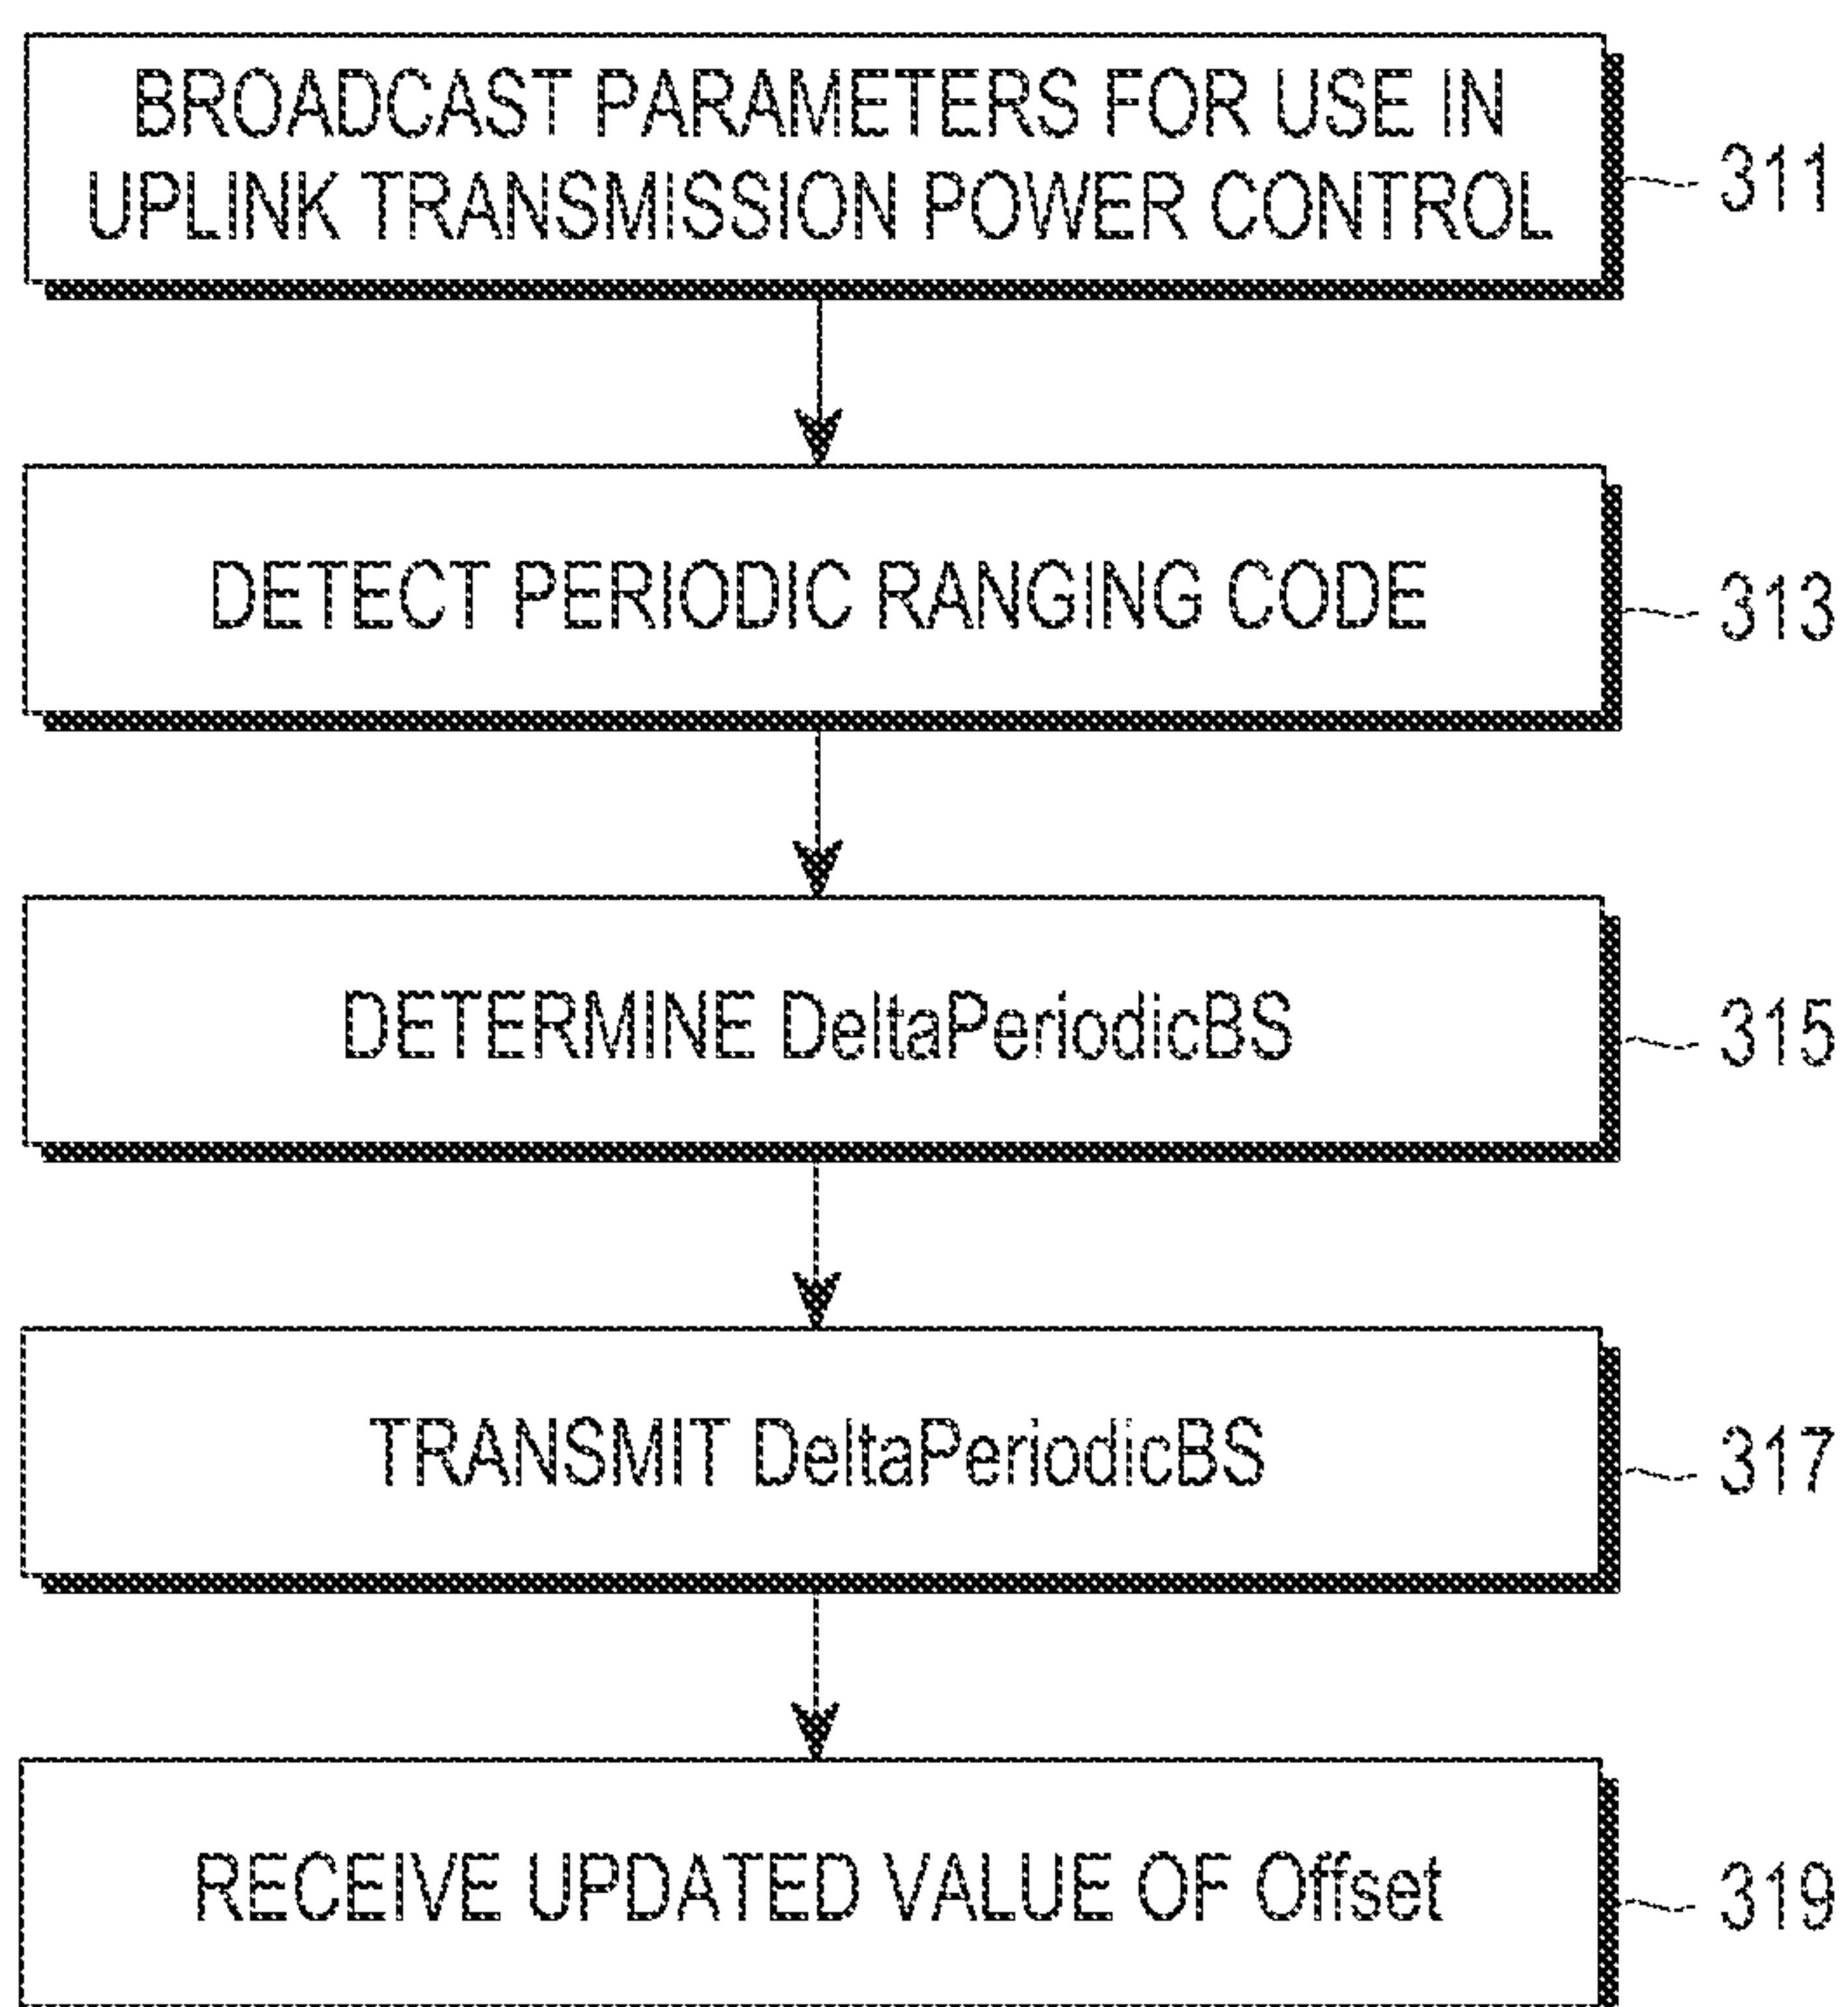 BROADCAST PARAMETERS FOR USE IN
UPLINK TRANSMISSION POWER CONTROL
311
DETECT PERIODIC RANGING CODE
313
DETERMINE DeltaPeriodicBS
315
TRANSMIT DeltaPeriodicBS
317
RECEIVE UPDATED VALUE OF Offset
319